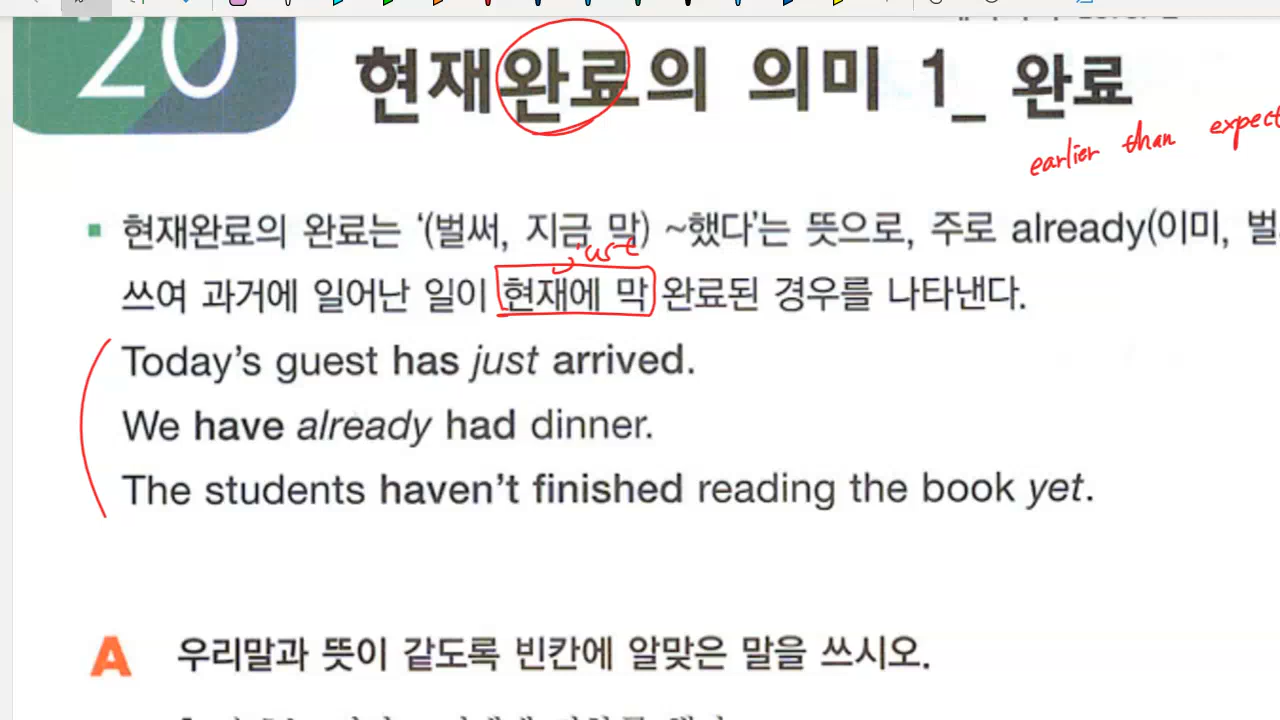 20
현재완료의 의미 1_ 완료
earlier than expect
현재완료의 완료는 ‘(벌써, 지금 막) ~했다’는 뜻으로, 주로 already(이미,
just
쓰여 과거에 일어난 일이 현재에 막 완료된 경우를 나타낸다.
Today’s guest has just arrived.
We have already had dinner.
The students haven’t finished reading the book yet.
A 우리말과 뜻이 같도록 빈칸에 알맞은 말을 쓰시오.